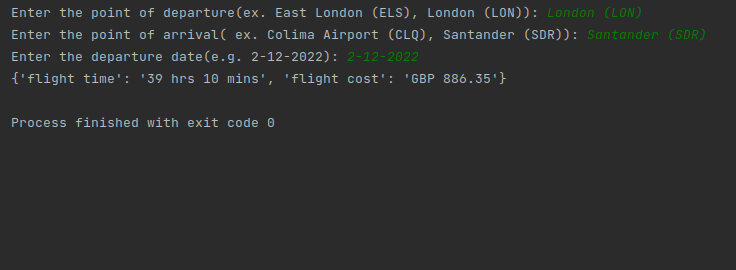 Enter the point of departure(ex. East London (ELS), London (LON)): London (LON)
Enter the point of arrival( ex. Colima Airport (CLQ), Santander (SDR)): Santander (SDR)
Enter the departure date(e.g. 2-12-2022): 2-12-2022
{'flight time': '39 hrs 10 mins', 'flight cost': 'GBP 886.35'}
Process finished with exit code 0